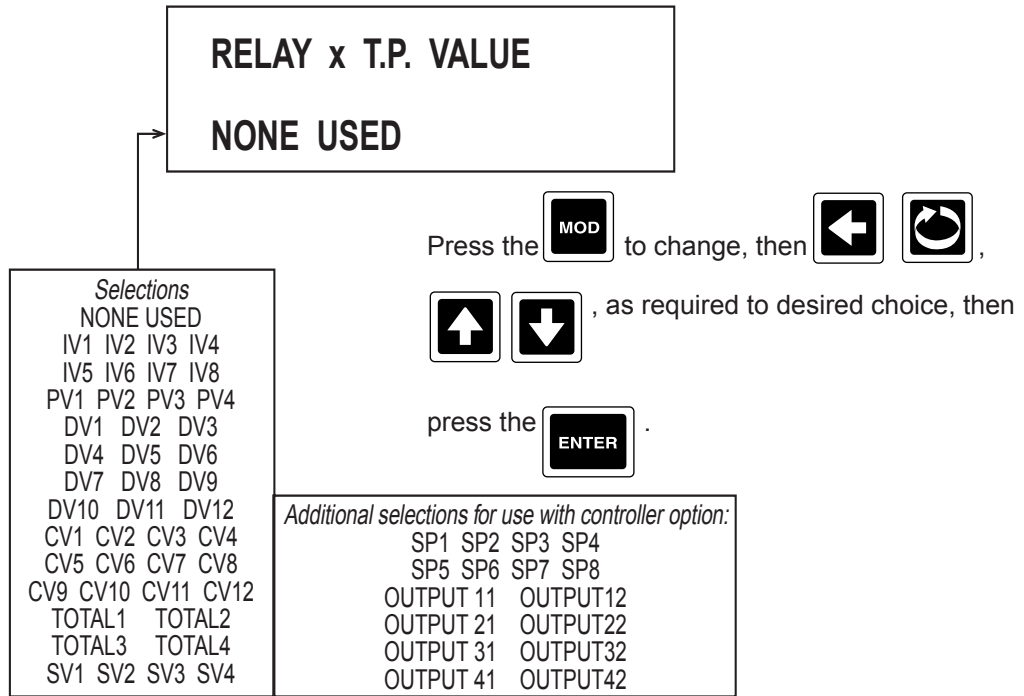 RELAY x T.P. VALUE
NONE USED
Press the MOD to change, then ,
, as required to desired choice, then
press the ENTER .
Selections
NONE USED
IV1 IV2 IV3 IV4
IV5 IV6 IV7 IV8
PV1 PV2 PV3 PV4
DV1 DV2 DV3
DV4 DV5 DV6
DV7 DV8 DV9
DV10 DV11 DV12
CV1 CV2 CV3 CV4
CV5 CV6 CV7 CV8
CV9 CV10 CV11 CV12
TOTAL1 TOTAL2
TOTAL3 TOTAL4
SV1 SV2 SV3 SV4
Additional selections for use with controller option:
SP1 SP2 SP3 SP4
SP5 SP6 SP7 SP8
OUTPUT 11 OUTPUT12
OUTPUT 21 OUTPUT22
OUTPUT 31 OUTPUT32
OUTPUT 41 OUTPUT42